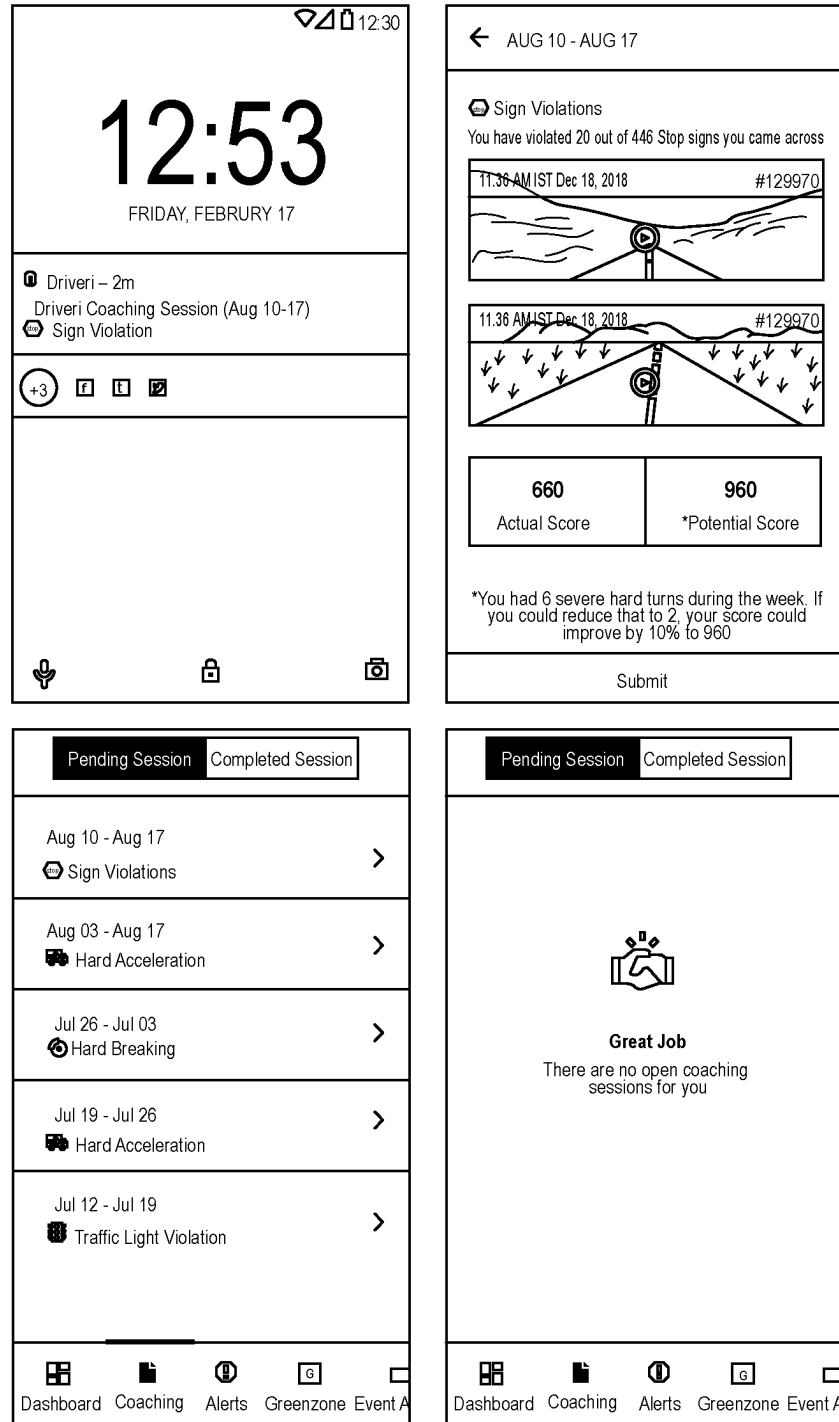 12:30
12:53
FRIDAY, FEBRURY 17
Driveri – 2m
Driveri Coaching Session (Aug 10-17)
stop Sign Violation
+3 f t
AUG 10 - AUG 17
stop Sign Violations
You have violated 20 out of 446 Stop signs you came across
11.36 AM IST Dec 18, 2018 #129970
11.36 AM IST Dec 18, 2018 #129970
660 960
Actual Score *Potential Score
*You had 6 severe hard turns during the week. If
you could reduce that to 2, your score could
improve by 10% to 960
Submit
Pending Session Completed Session
Aug 10 - Aug 17
stop Sign Violations
Aug 03 - Aug 17
Hard Acceleration
Jul 26 - Jul 03
Hard Breaking
Jul 19 - Jul 26
Hard Acceleration
Jul 12 - Jul 19
Traffic Light Violation
G
Dashboard Coaching Alerts Greenzone Event A
Pending Session Completed Session
Great Job
There are no open coaching
sessions for you
G
Dashboard Coaching Alerts Greenzone Event A